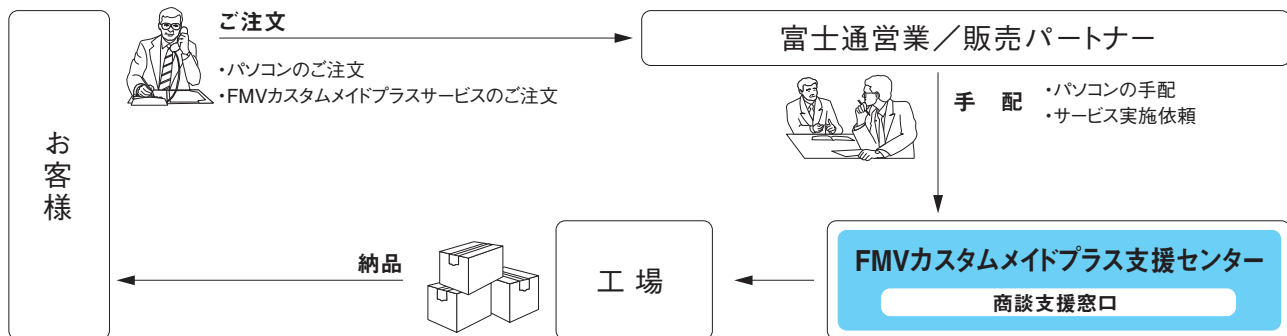 お客様
ご注文
・パソコンのご注文
・FMVカスタムメイドプラスサービスのご注文
富士通営業／販売パートナー
手 配
・パソコンの手配
・サービス実施依頼
FMVカスタムメイドプラス支援センター
商談支援窓口
工 場
納品